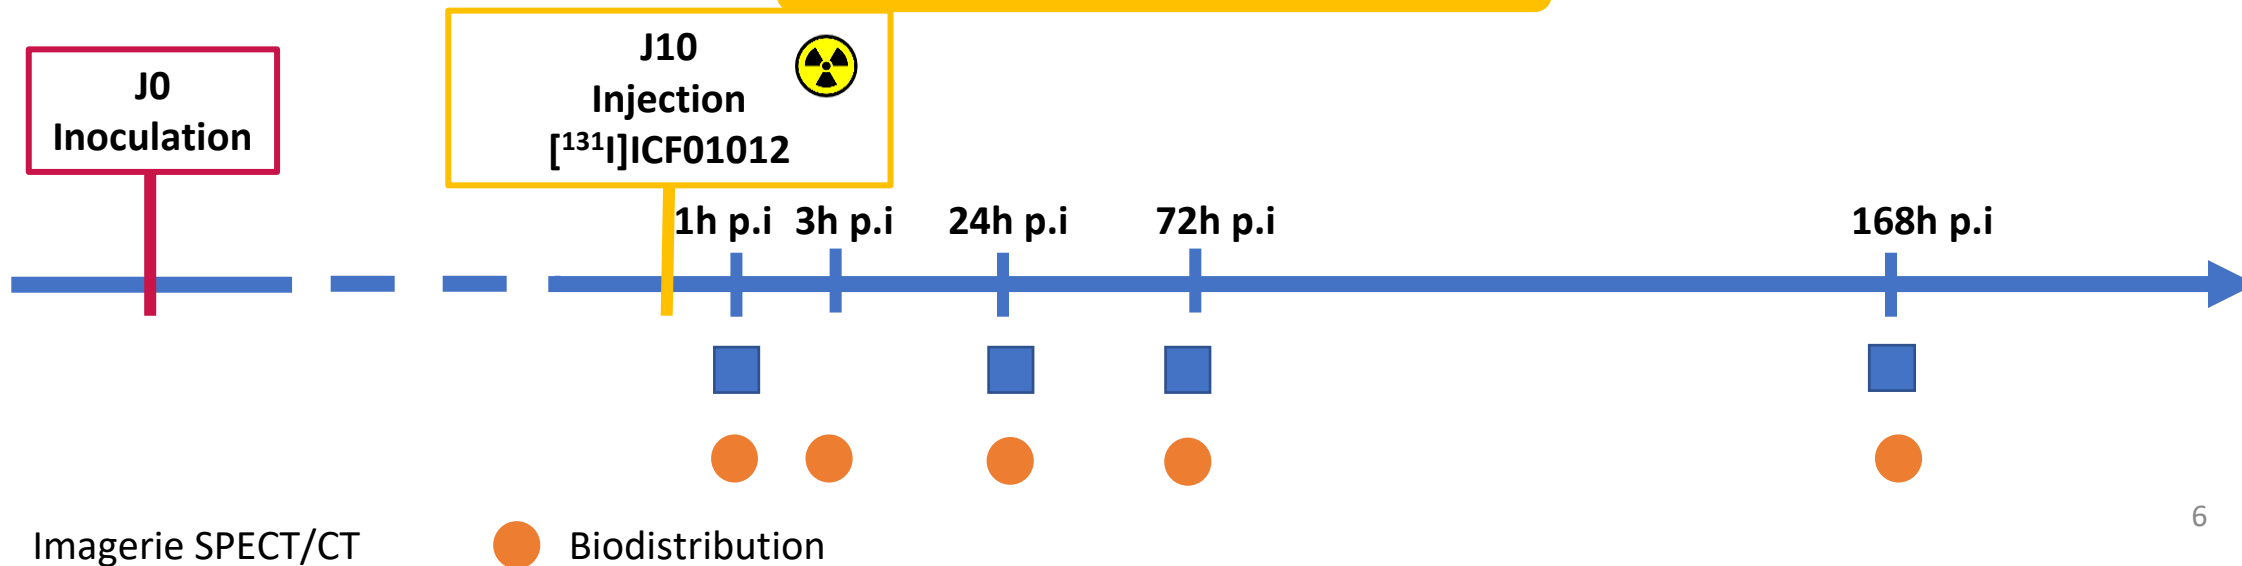 J0
Inoculation
J10
Injection
[¹³¹I]ICF01012
1h p.i 3h p.i 24h p.i 72h p.i 168h p.i
Imagerie SPECT/CT Biodistribution
6